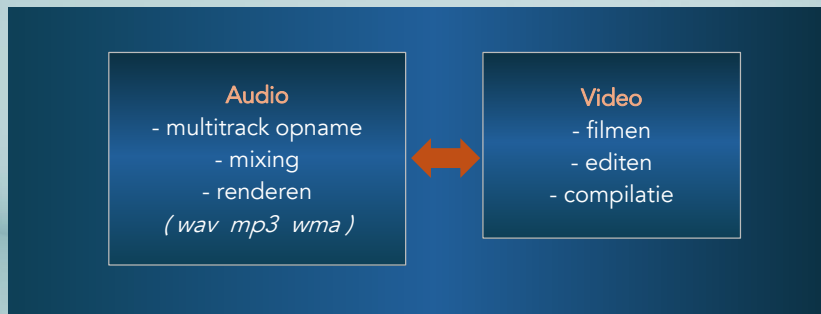 Audio
- multitrack opname
- mixing
- renderen
( wav mp3 wma )
Video
- filmen
- editen
- compilatie